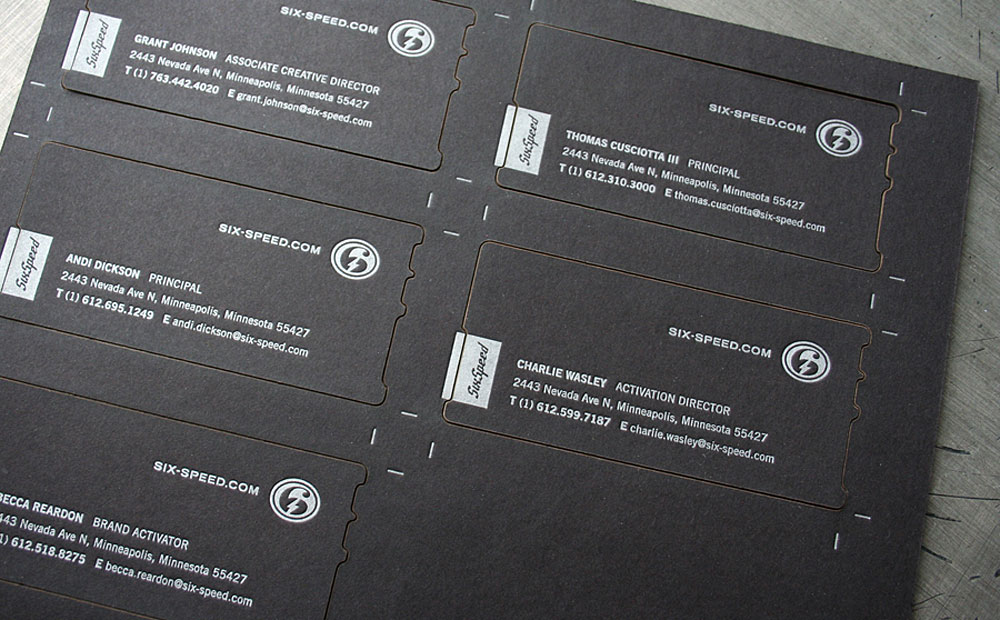 SIX-SPEED.COM
SixSpeed
GRANT JOHNSON ASSOCIATE CREATIVE DIRECTOR
2443 Nevada Ave N, Minneapolis, Minnesota 55427
T (1) 763.442.4020 E grant.johnson@six-speed.com
SIX-SPEED.COM
SixSpeed
THOMAS CUSCIOTTA III PRINCIPAL
2443 Nevada Ave N, Minneapolis, Minnesota 55427
T (1) 612.310.3000 E thomas.cusciotta@six-speed.com
SIX-SPEED.COM
SixSpeed
ANDI DICKSON PRINCIPAL
2443 Nevada Ave N, Minneapolis, Minnesota 55427
T (1) 612.695.1249 E andi.dickson@six-speed.com
SIX-SPEED.COM
SixSpeed
CHARLIE WASLEY ACTIVATION DIRECTOR
2443 Nevada Ave N, Minneapolis, Minnesota 55427
T (1) 612.599.7187 E charlie.wasley@six-speed.com
SIX-SPEED.COM
BECCA REARDON BRAND ACTIVATOR
443 Nevada Ave N, Minneapolis, Minnesota 55427
1) 612.518.8275 E becca.reardon@six-speed.com